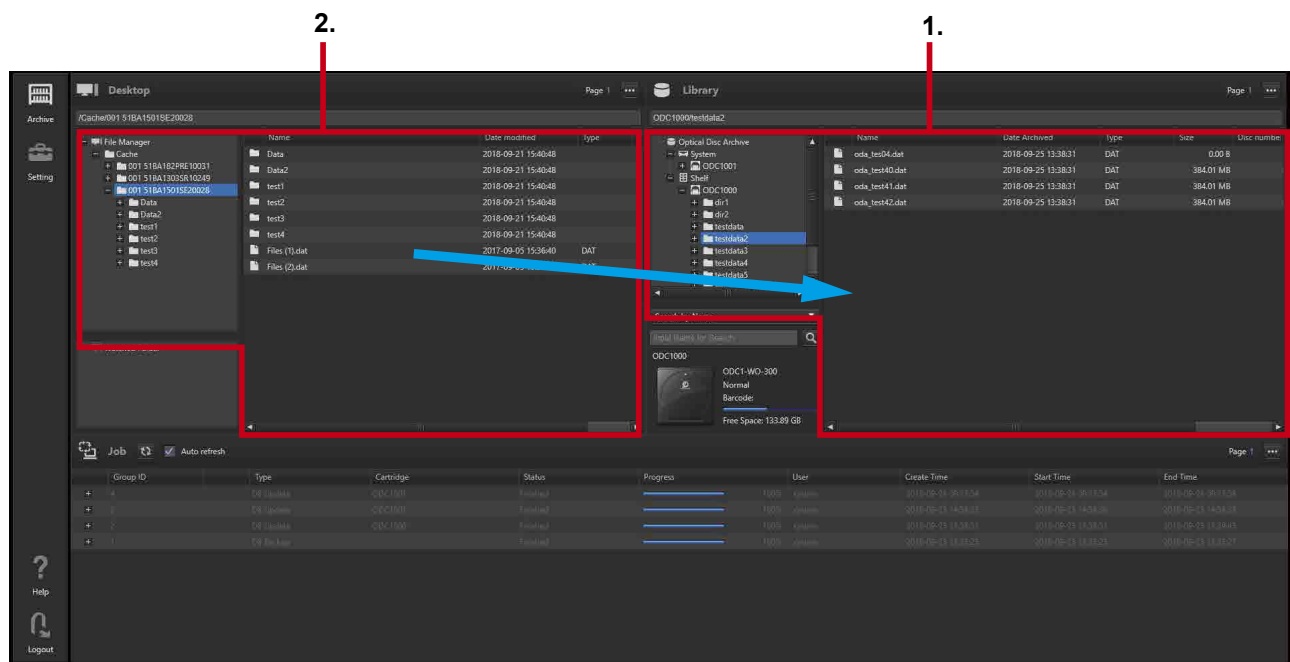 2.
1.
Archive
Setting
Help
Logout
Desktop
Page 1
/Cache/001 51BA1501SE20028
File Manager
Cache
001 51BA182PRE10031
001 51BA1303SR10249
001 51BA1501SE20028
Data
Data2
test1
test2
test3
test4
Name Date modified Type
Data 2018-09-21 15:40:48
Data2 2018-09-21 15:40:48
test1 2018-09-21 15:40:48
test2 2018-09-21 15:40:48
test3 2018-09-21 15:40:48
test4 2018-09-21 15:40:48
Files (1).dat 2017-09-05 15:36:40 DAT
Files (2).dat
Library
Page 1
ODC1000/testdata2
Optical Disc Archive
System
ODC1001
Shelf
ODC1000
dir1
dir2
testdata
testdata2
testdata3
testdata4
testdata5
ODC1000
ODC1-WO-300
Normal
Barcode:
Free Space: 133.89 GB
Name Date Archived Type Size Disc number
oda_tes04.dat 2018-09-25 13:38:31 DAT 0.00 B
oda_test40.dat 2018-09-25 13:38:31 DAT 384.01 MB
oda_test41.dat 2018-09-25 13:38:31 DAT 384.01 MB
oda_test42.dat 2018-09-25 13:38:31 DAT 384.01 MB
Job Auto refresh Page 1
Group ID Type Cartridge Status Progress User Create Time Start Time End Time